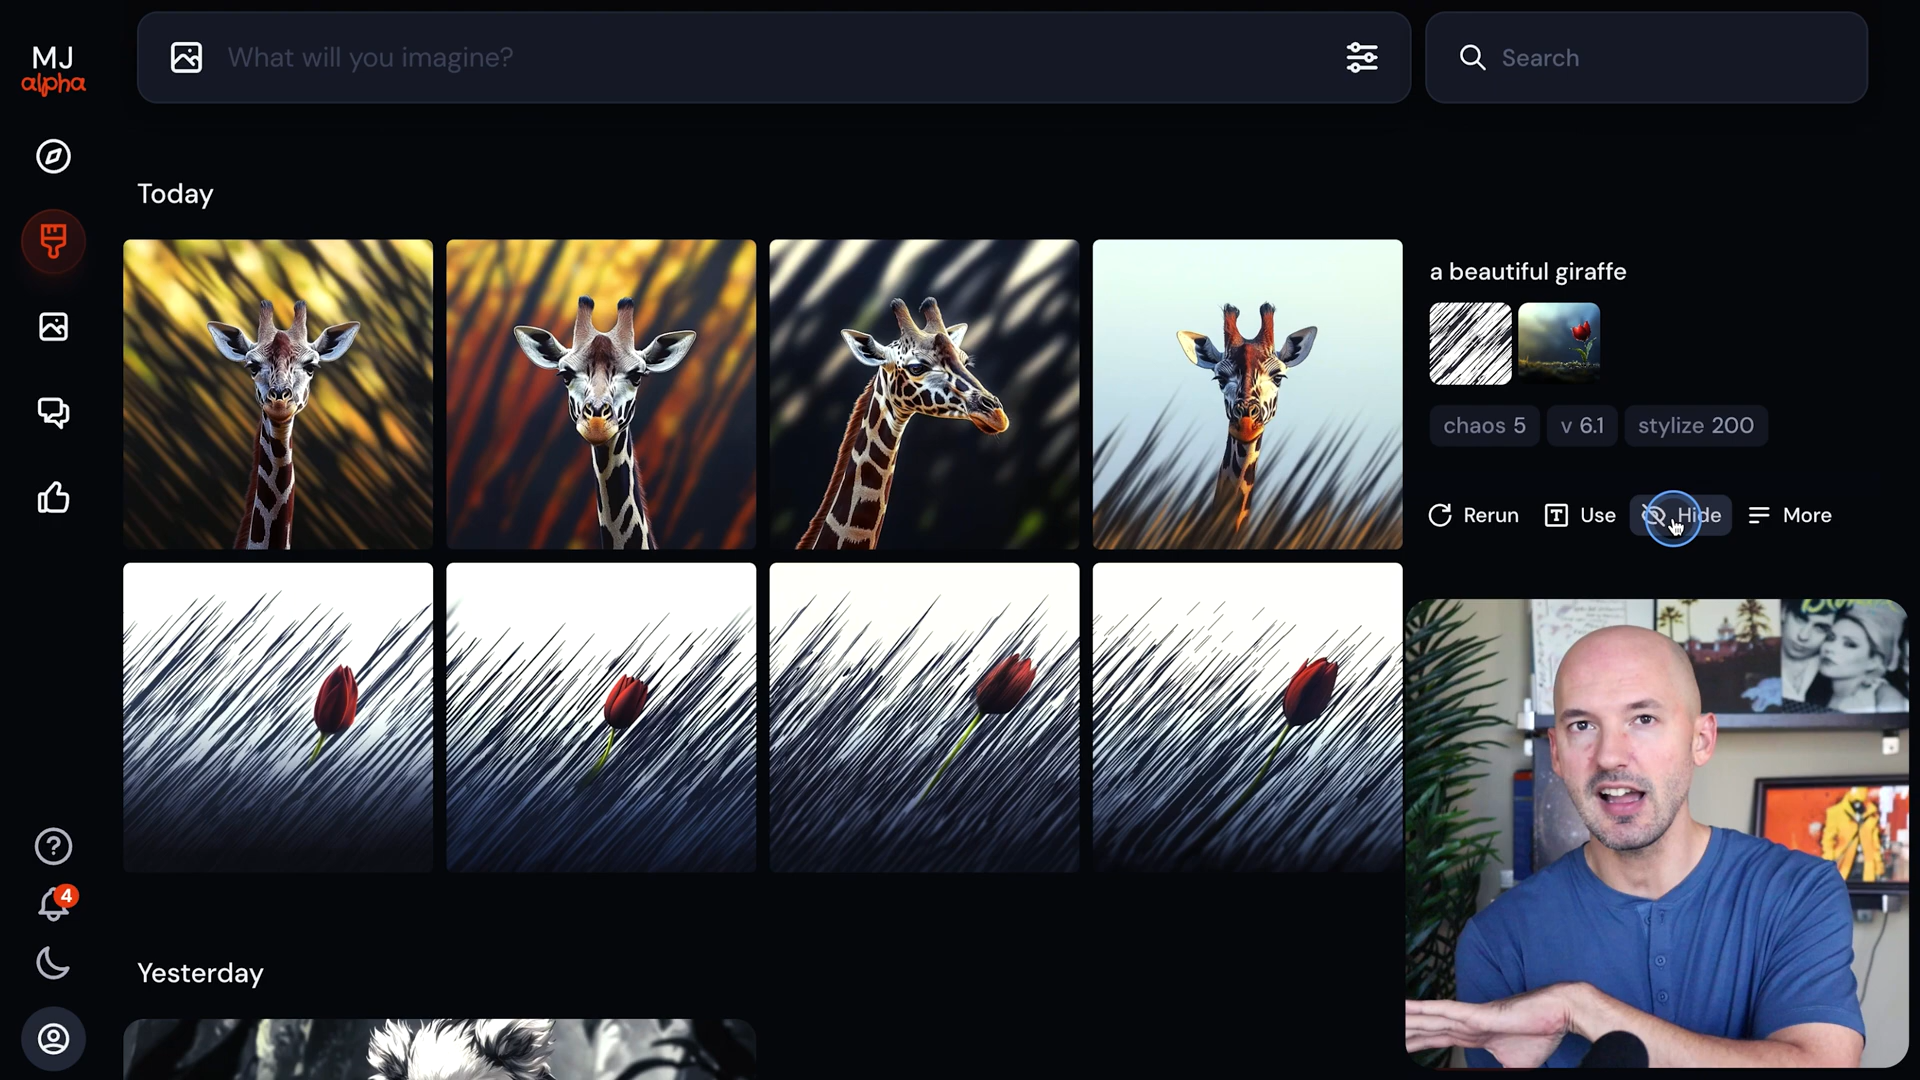 MJ
alpha
What will you imagine?
Search
Today
a beautiful giraffe
chaos 5
v 6.1
stylize 200
Rerun
Use
Hide
More
4
Yesterday